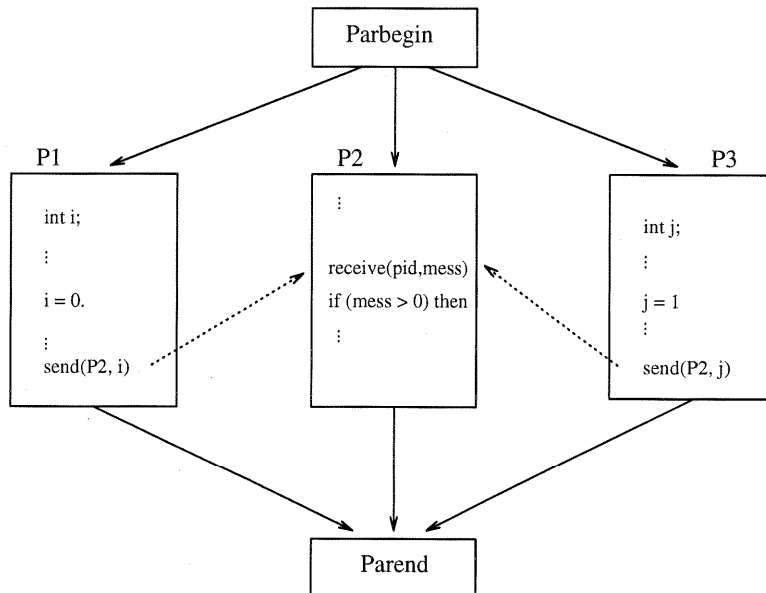 Parbegin
P1
int i;
⋮
i = 0.
⋮
send(P2, i)
P2
⋮
receive(pid,mess)
if (mess > 0) then
⋮
P3
int j;
⋮
j = 1
⋮
send(P2, j)
Parend